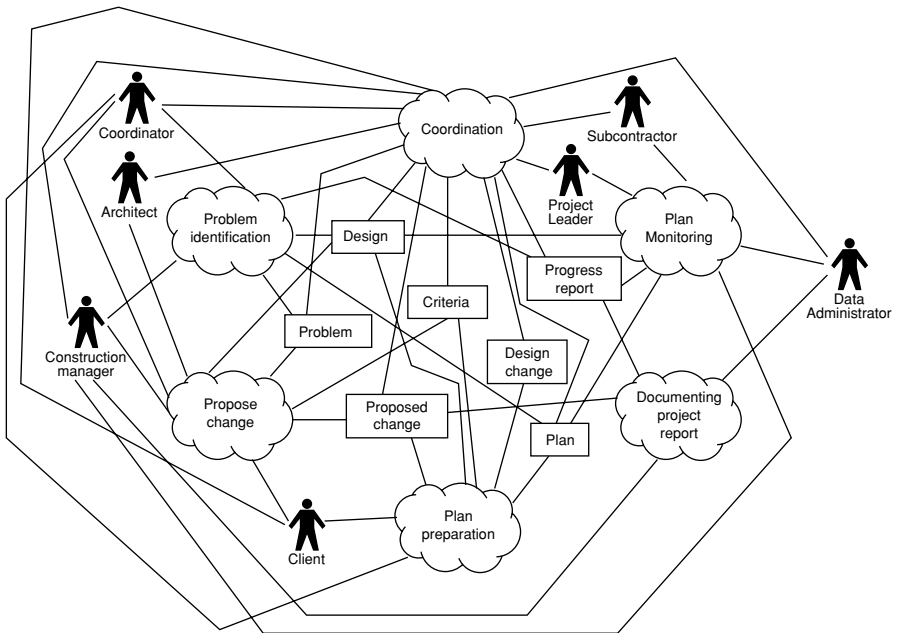 Coordination
Coordinator
Subcontractor
Architect
Project
Leader
Problem
identification
Design
Plan
Monitoring
Progress
report
Data
Administrator
Criteria
Problem
Construction
manager
Design
change
Propose
change
Proposed
change
Documenting
project
report
Plan
Plan
preparation
Client